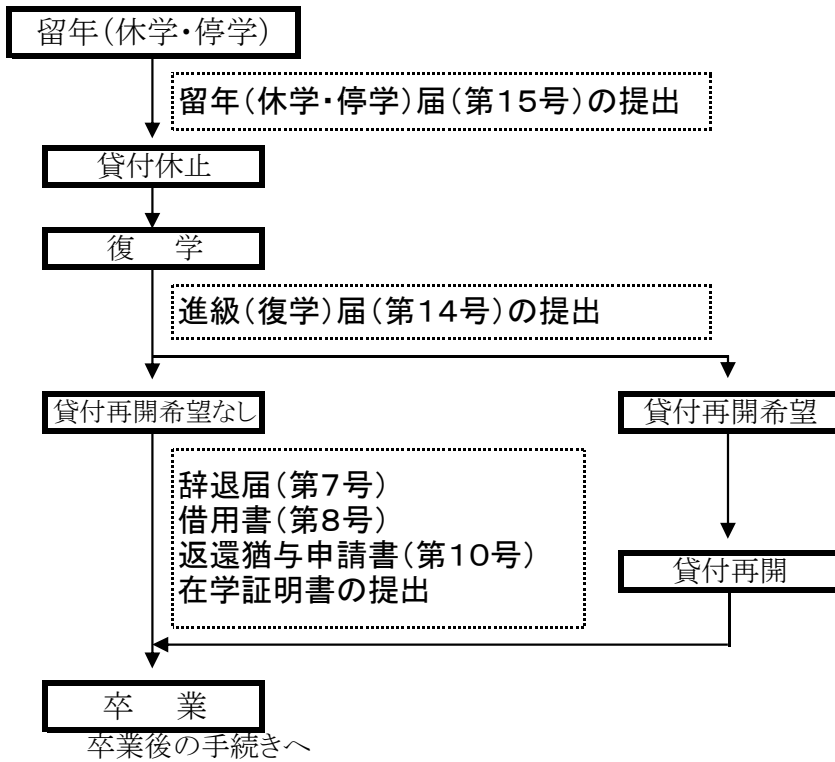 留年(休学・停学)
留年(休学・停学)届(第15号)の提出
貸付休止
復　学
進級(復学)届(第14号)の提出
貸付再開希望なし
貸付再開希望
辞退届(第7号)
借用書(第8号)
返還猶与申請書(第10号)
在学証明書の提出
貸付再開
卒　業
卒業後の手続きへ